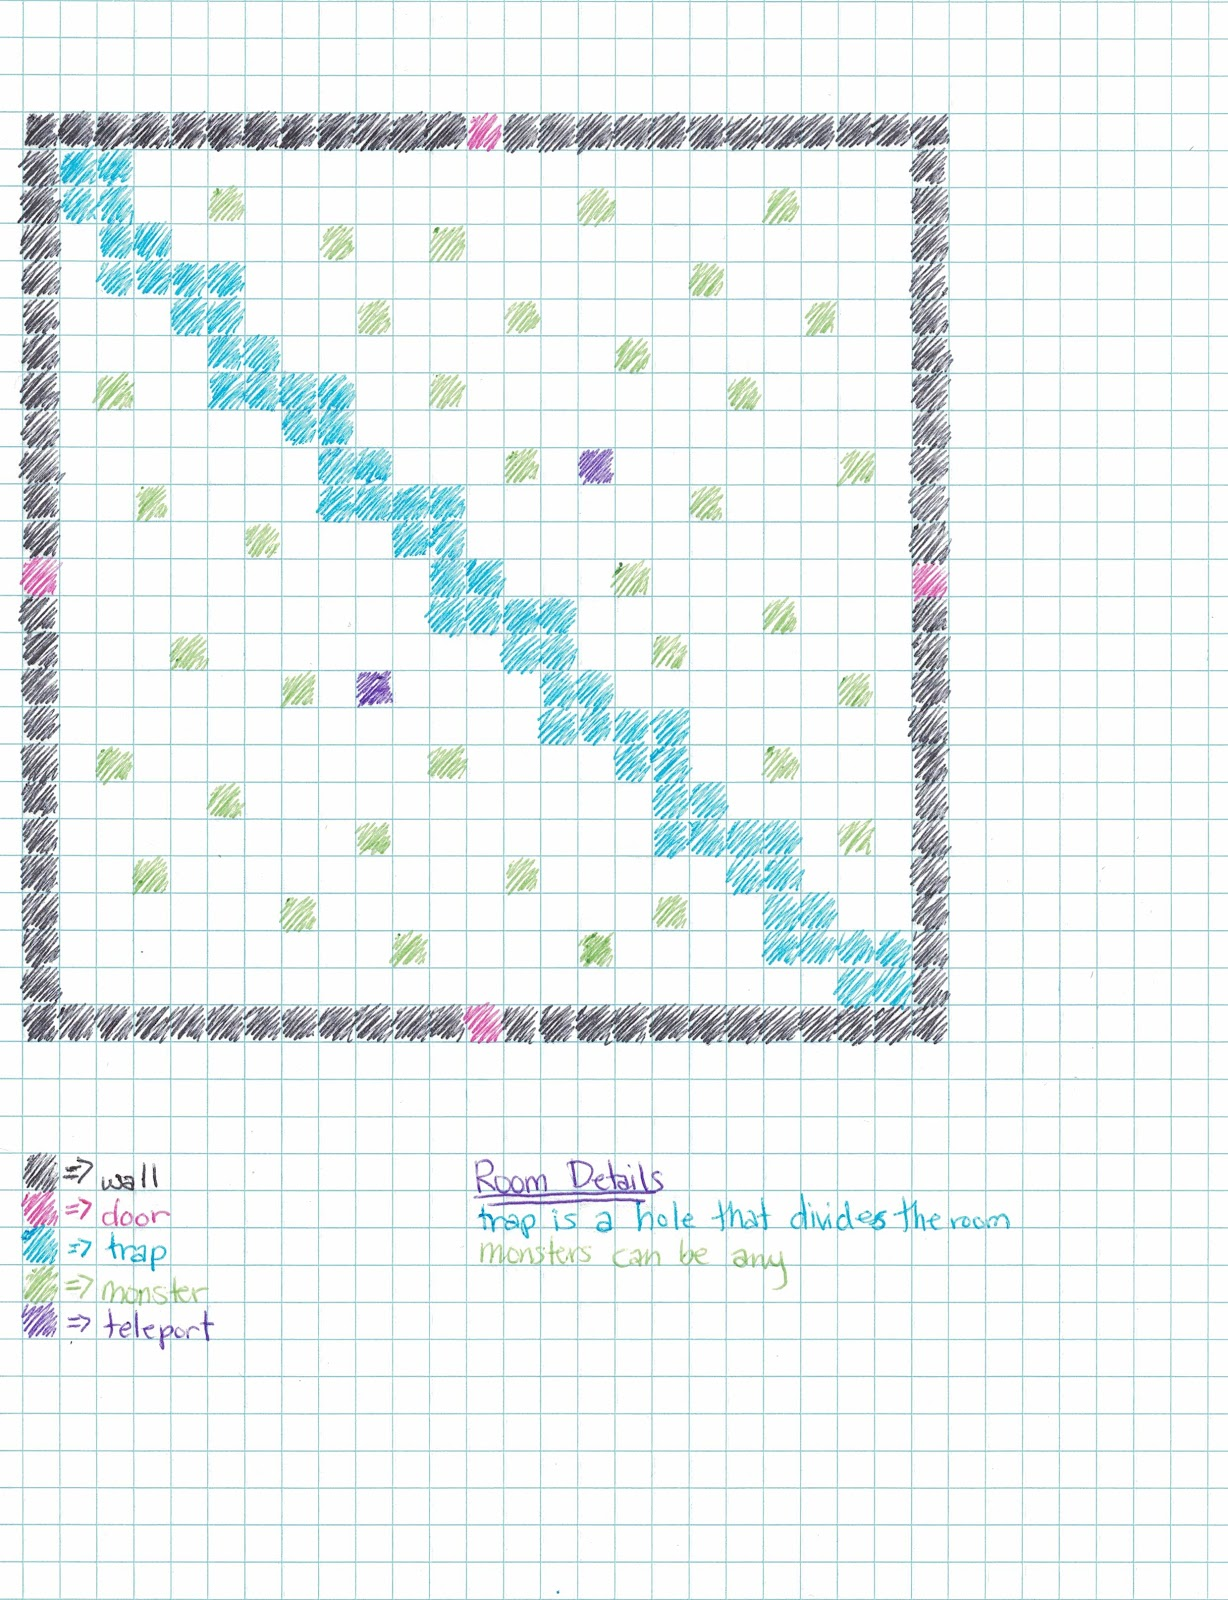 => wall
=> door
=> trap
=> monster
=> teleport
Room Details
trap is a hole that divides the room
monsters can be any